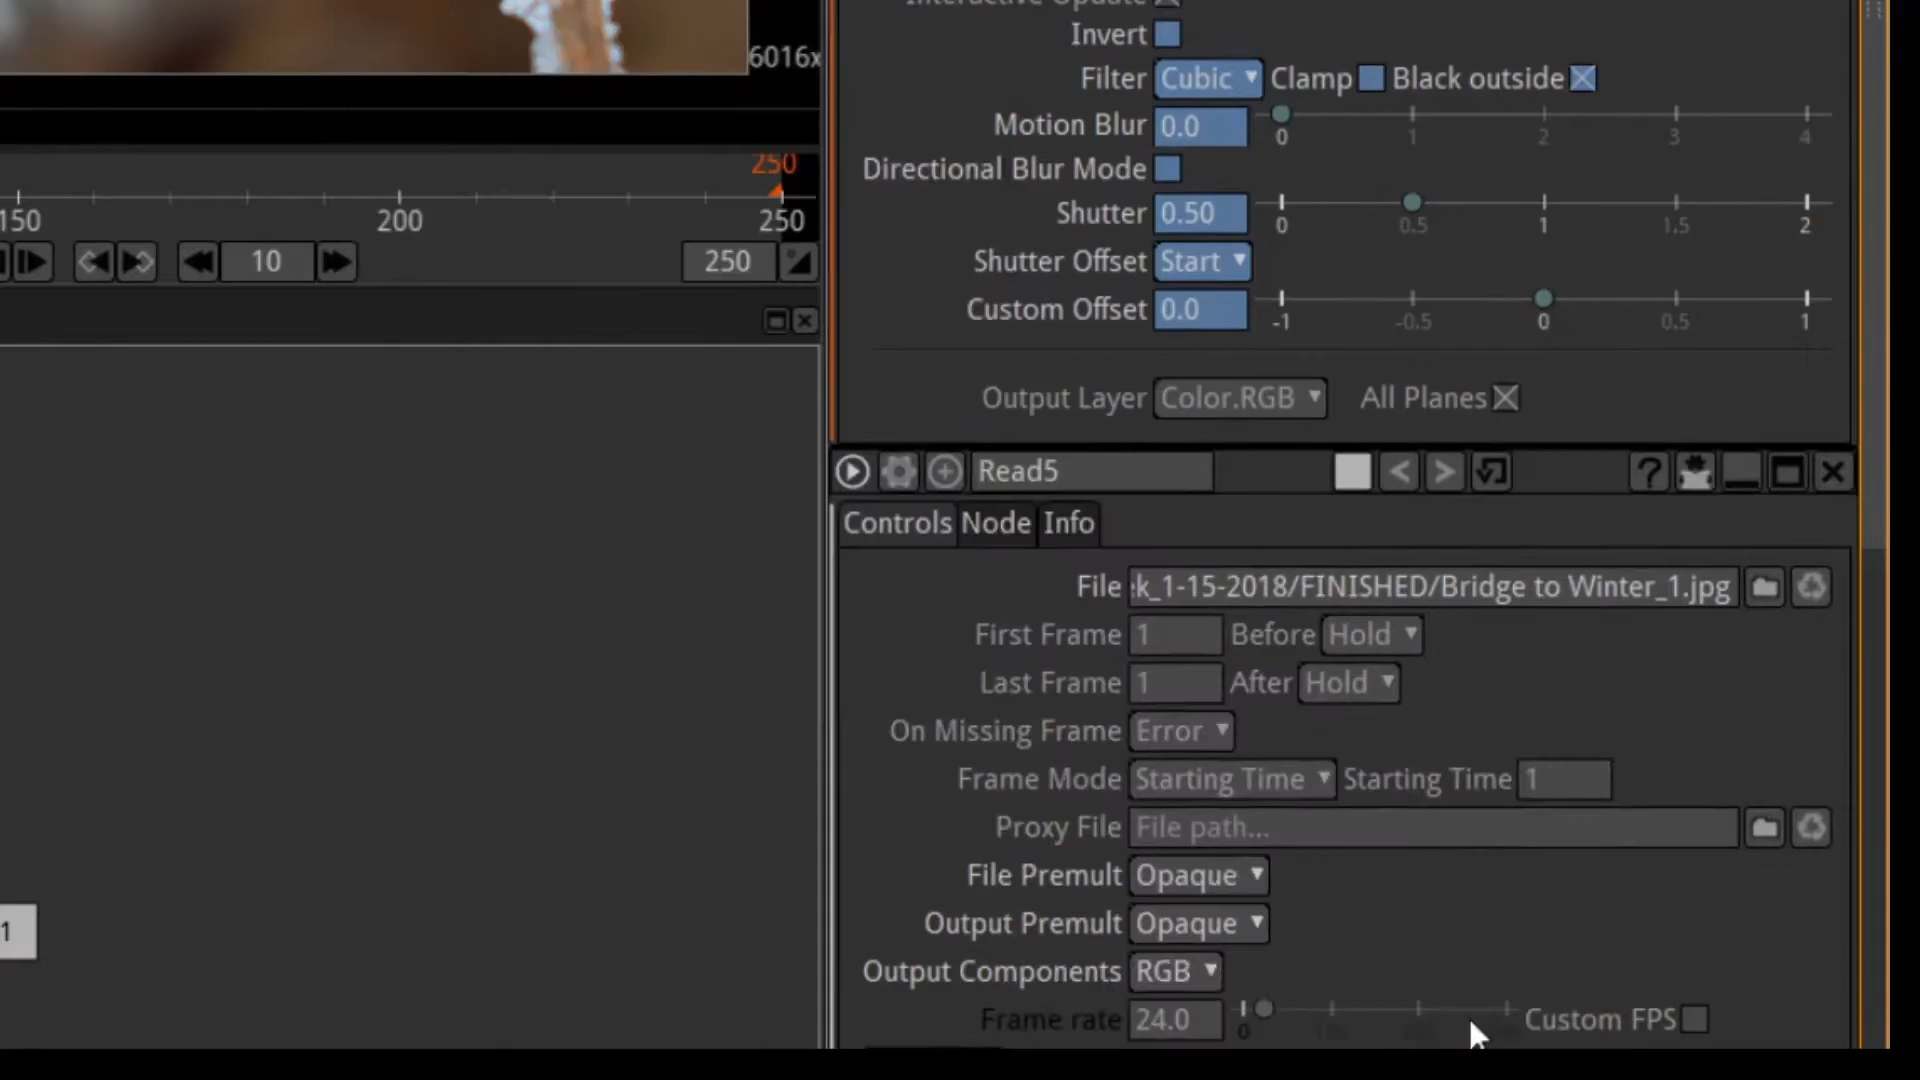 Interactive Update
Invert
6016x
Filter Cubic Clamp Black outside
Motion Blur 0.0 0 1 2 3 4
250
Directional Blur Mode
150 200 250
Shutter 0.50 0 0.5 1 1.5 2
10 250
Shutter Offset Start
Custom Offset 0.0 -1 -0.5 0 0.5 1
Output Layer Color.RGB All Planes
Read5 < > ?
Controls Node Info
File k_1-15-2018/FINISHED/Bridge to Winter_1.jpg
First Frame 1 Before Hold
Last Frame 1 After Hold
On Missing Frame Error
Frame Mode Starting Time Starting Time 1
Proxy File File path...
File Premult Opaque
1
Output Premult Opaque
Output Components RGB
Frame rate 24.0 0 Custom FPS